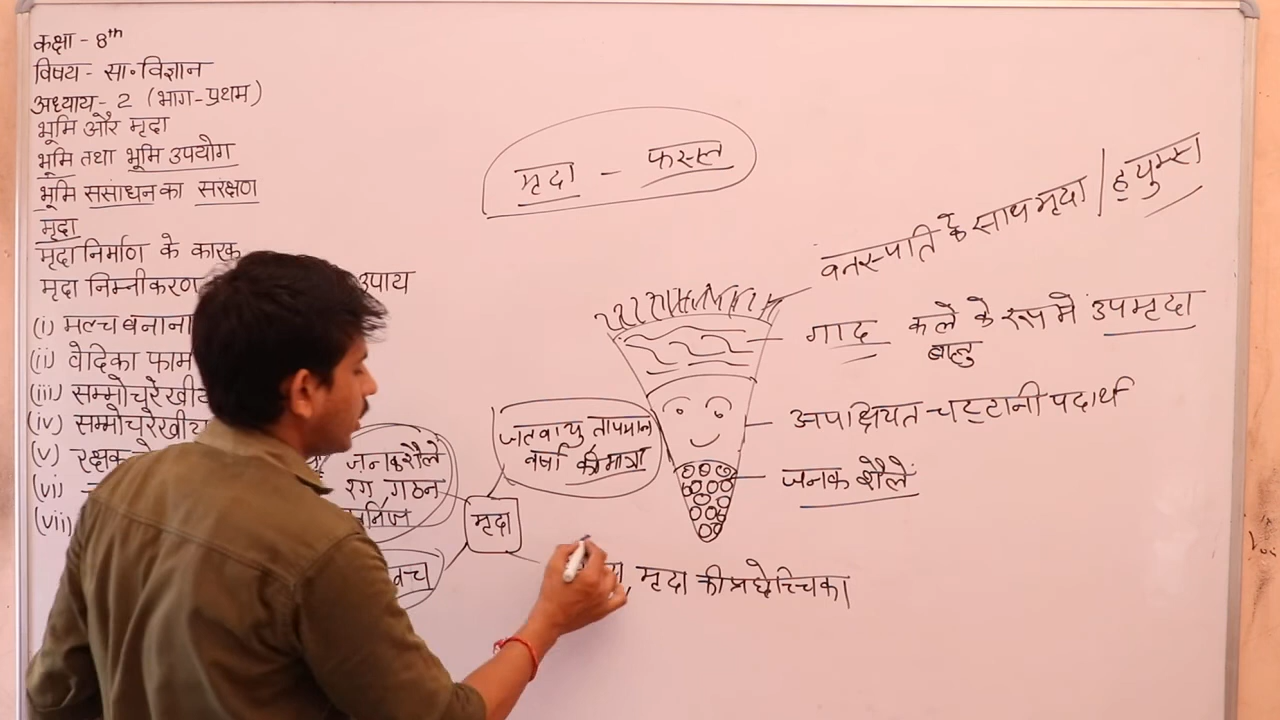 कक्षा - 8th
विषय - सा. विज्ञान
अध्याय - 2 (भाग - प्रथम)
भूमि और मृदा
भूमि तथा भूमि उपयोग
भूमि संसाधन का संरक्षण
मृदा
मृदा निर्माण के कारक
मृदा निम्नीकरण उपाय
(i) मल्च बनाना
(ii) वेदिका फाम
(iii) सम्मोच्चरेखीय
(iv) सम्मोच्चरेखीय
(v) रक्षक
(vi)
(vii)
मृदा - फसल
वनस्पति के साथ मृदा / ह्युमस
गाद कले के रूप में उपमृदा
बालु
अपक्षियत चट्टानी पदार्थ
जनक शैलें
जलवायु तापमान
वर्षा की मात्रा
जनक शैलें
रंग गठन
खनिज
मृदा
मृदा की प्रघेच्चिका